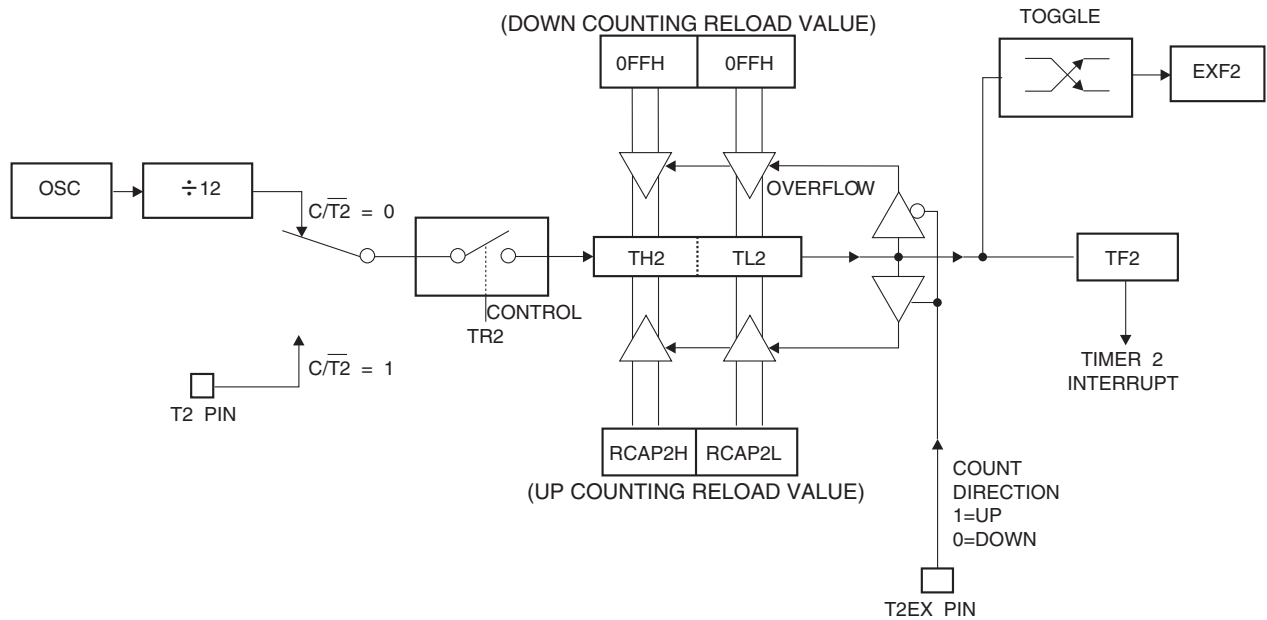 (DOWN COUNTING RELOAD VALUE)
TOGGLE
0FFH 0FFH
EXF2
OSC
÷12
OVERFLOW
C/T2̅ = 0
TH2 TL2
TF2
CONTROL
TR2
C/T2̅ = 1
TIMER 2
INTERRUPT
T2 PIN
RCAP2H RCAP2L
(UP COUNTING RELOAD VALUE)
COUNT
DIRECTION
1=UP
0=DOWN
T2EX PIN